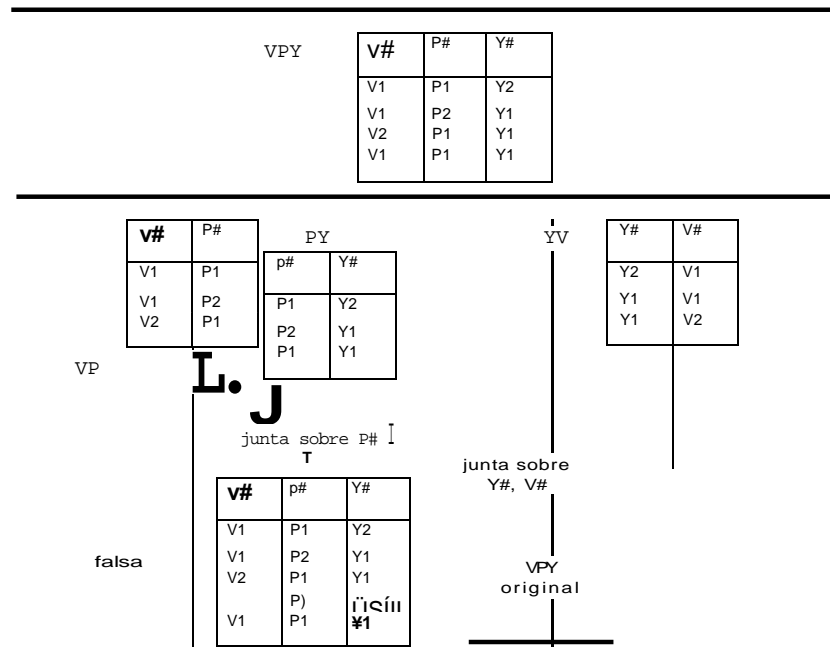 VPY
v# P# Y#
V1 P1 Y2
V1 P2 Y1
V2 P1 Y1
V1 P1 Y1
v# P#
V1 P1
V1 P2
V2 P1
VP
PY
p# Y#
P1 Y2
P2 Y1
P1 Y1
YV
Y# V#
Y2 V1
Y1 V1
Y1 V2
L.
J
junta sobre P#
T
v# p# Y#
V1 P1 Y2
V1 P2 Y1
V2 P1 Y1
P)
V1 P1 ¥1
falsa
junta sobre
Y#, V#
VPY
original